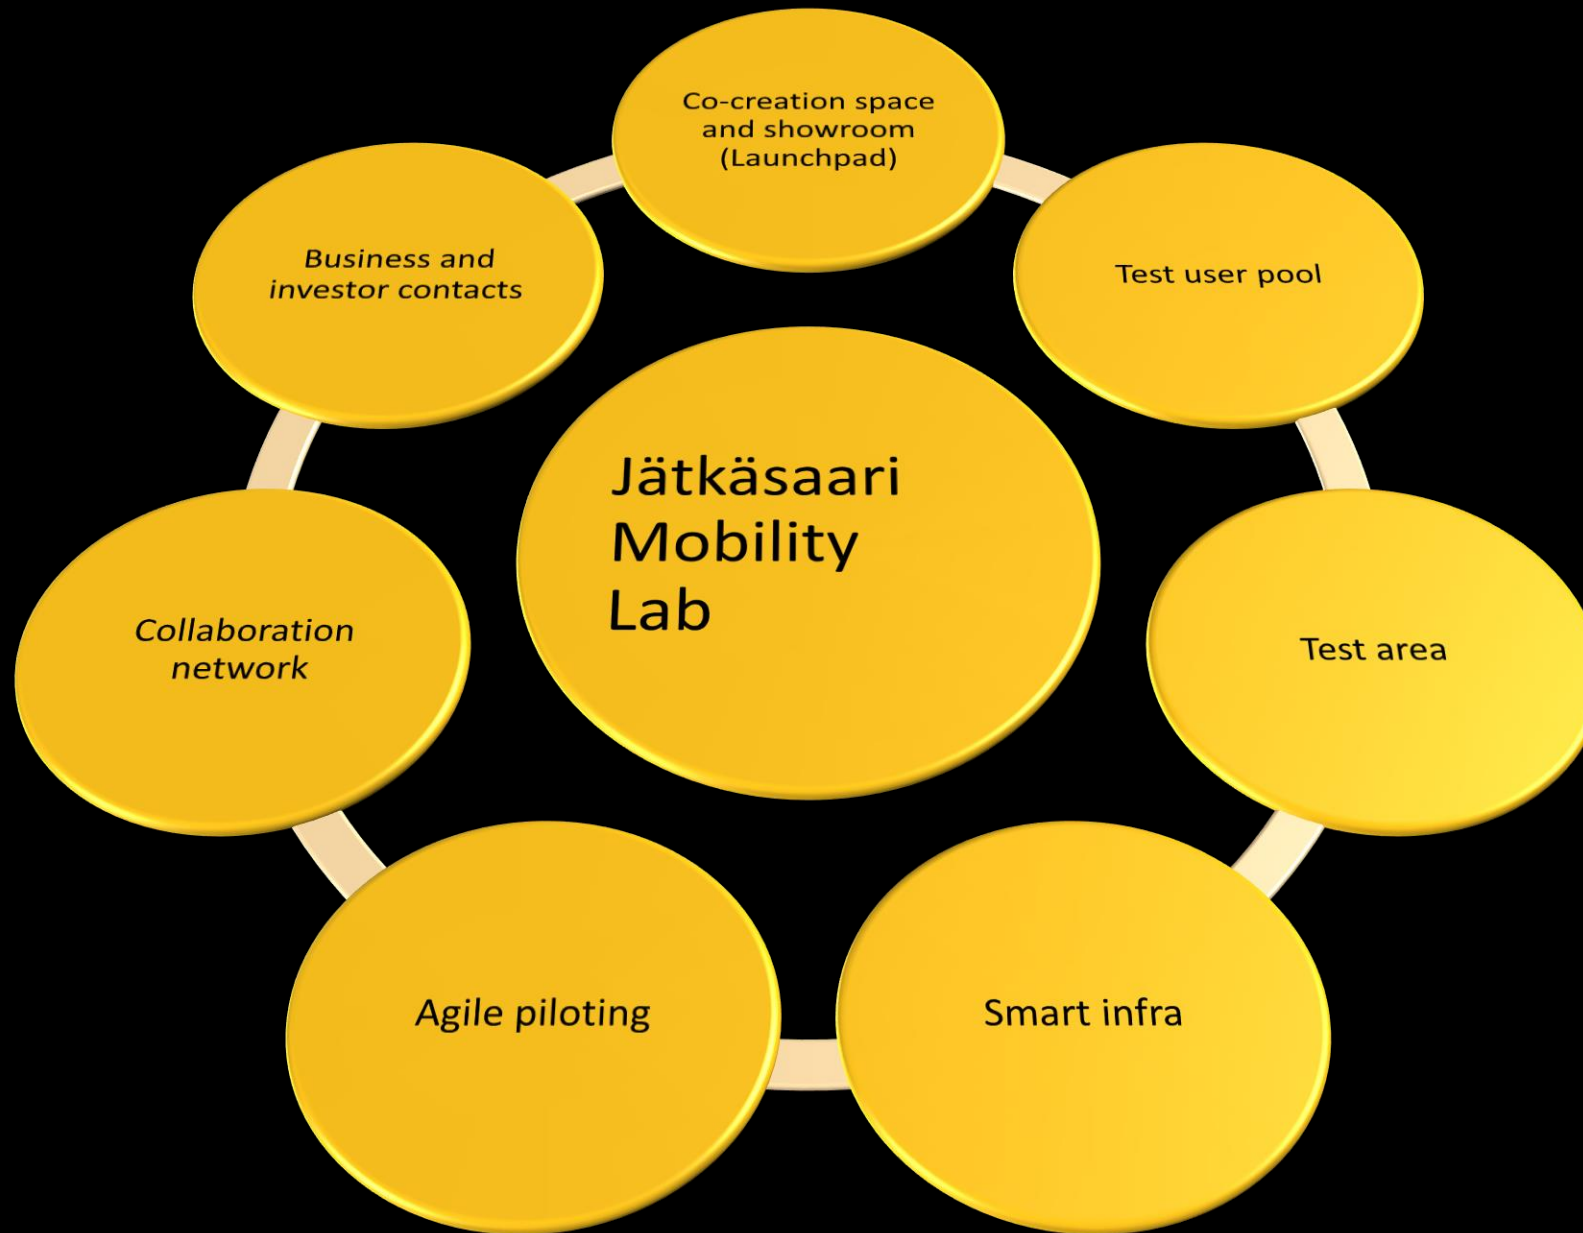 Co-creation space
and showroom
(Launchpad)
Business and
investor contacts
Test user pool
Jätkäsaari
Mobility
Lab
Collaboration
network
Test area
Agile piloting
Smart infra